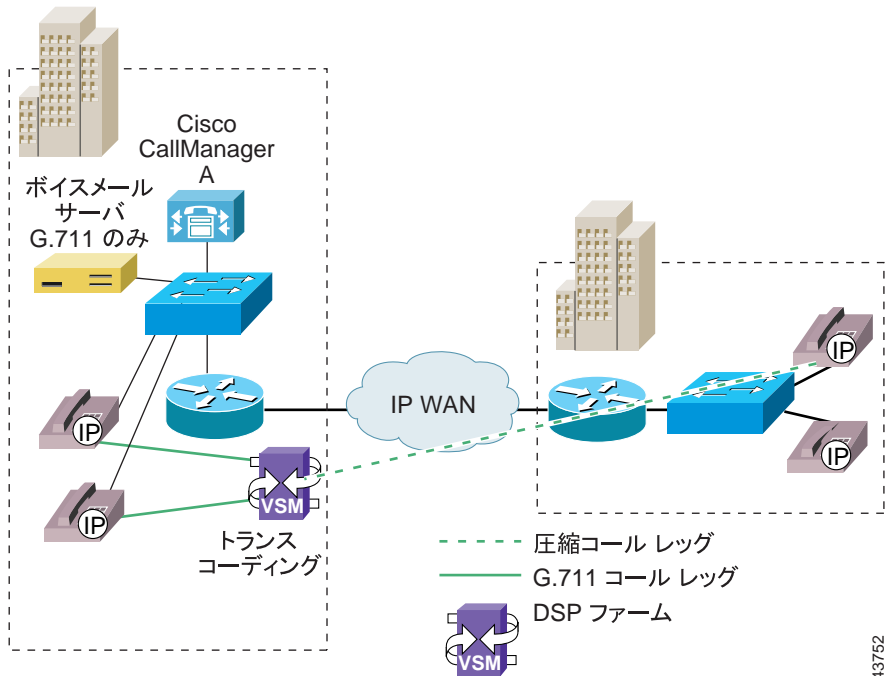 Cisco
CallManager
A
ボイスメール
サーバ
G.711 のみ
IP
IP
VSM
トランス
コーディング
IP WAN
IP
IP
圧縮コール レッグ
G.711 コール レッグ
DSP ファーム
VSM
43752